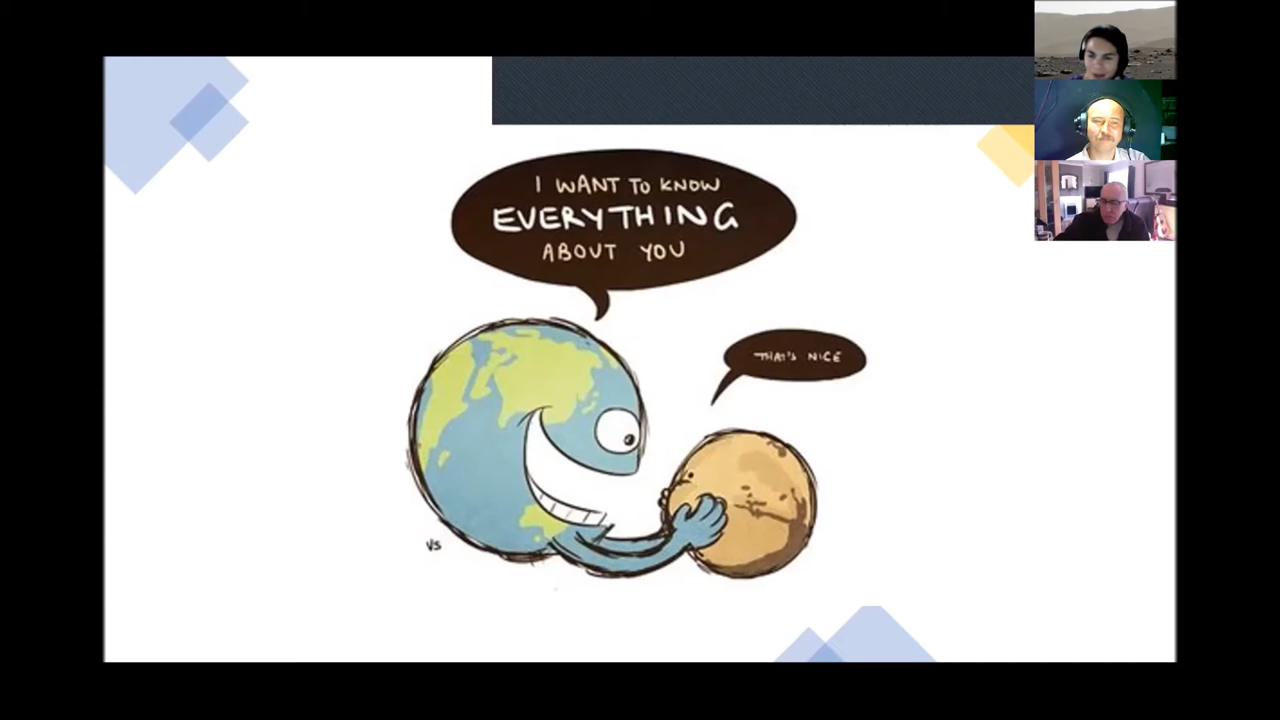 I WANT TO KNOW
EVERYTHING
ABOUT YOU
THAT'S NICE
VS